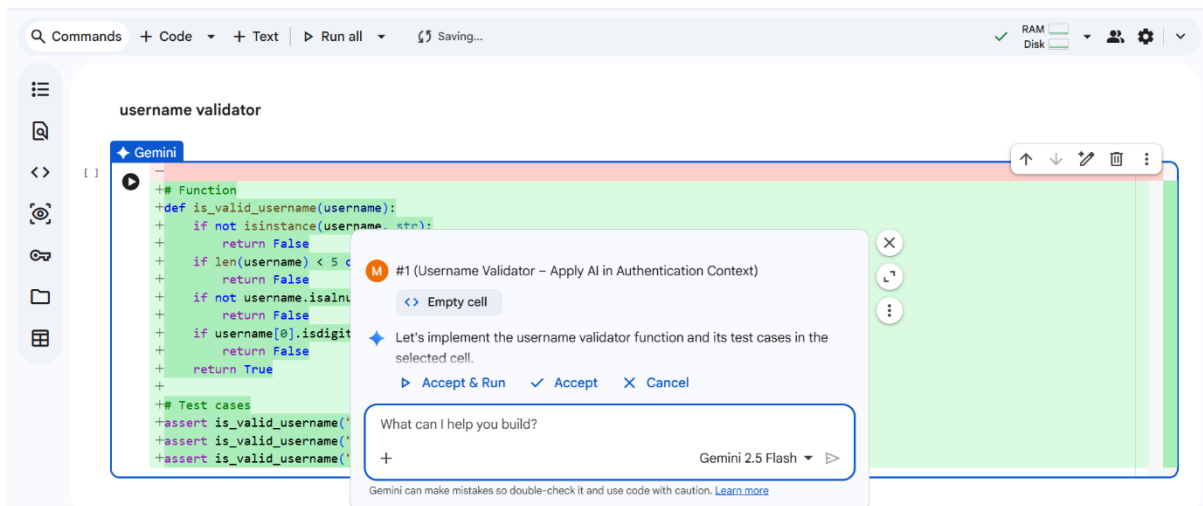 Commands + Code + Text Run all Saving... RAM
Disk
username validator
Gemini
[ ]
-
+# Function
+def is_valid_username(username):
+    if not isinstance(username, str):
+        return False
+    if len(username) < 5
+        return False
+    if not username.isalnu
+        return False
+    if username[0].isdigit
+        return False
+    return True
+
+# Test cases
+assert is_valid_username('
+assert is_valid_username('
+assert is_valid_username('
M #1 (Username Validator – Apply AI in Authentication Context)
<> Empty cell
Let's implement the username validator function and its test cases in the
selected cell.
Accept & Run Accept Cancel
What can I help you build?
+ Gemini 2.5 Flash
Gemini can make mistakes so double-check it and use code with caution. Learn more